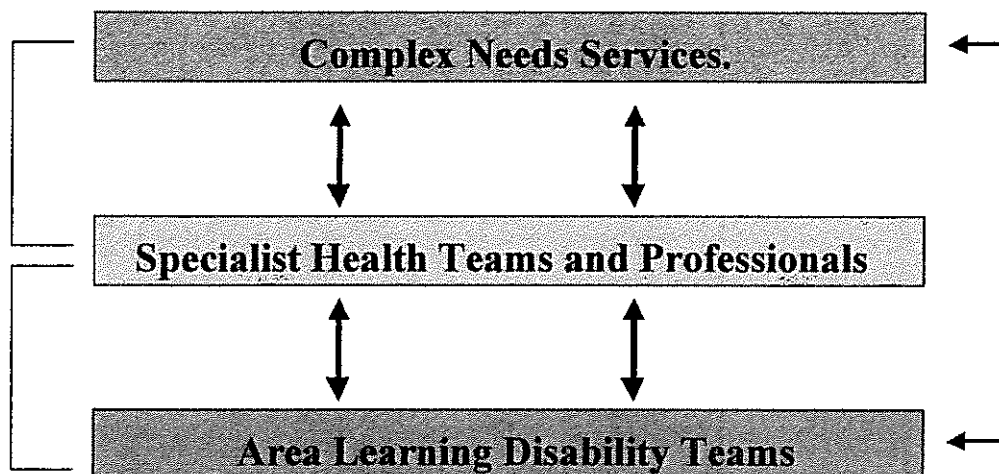 Complex Needs Services.
Specialist Health Teams and Professionals
Area Learning Disability Teams